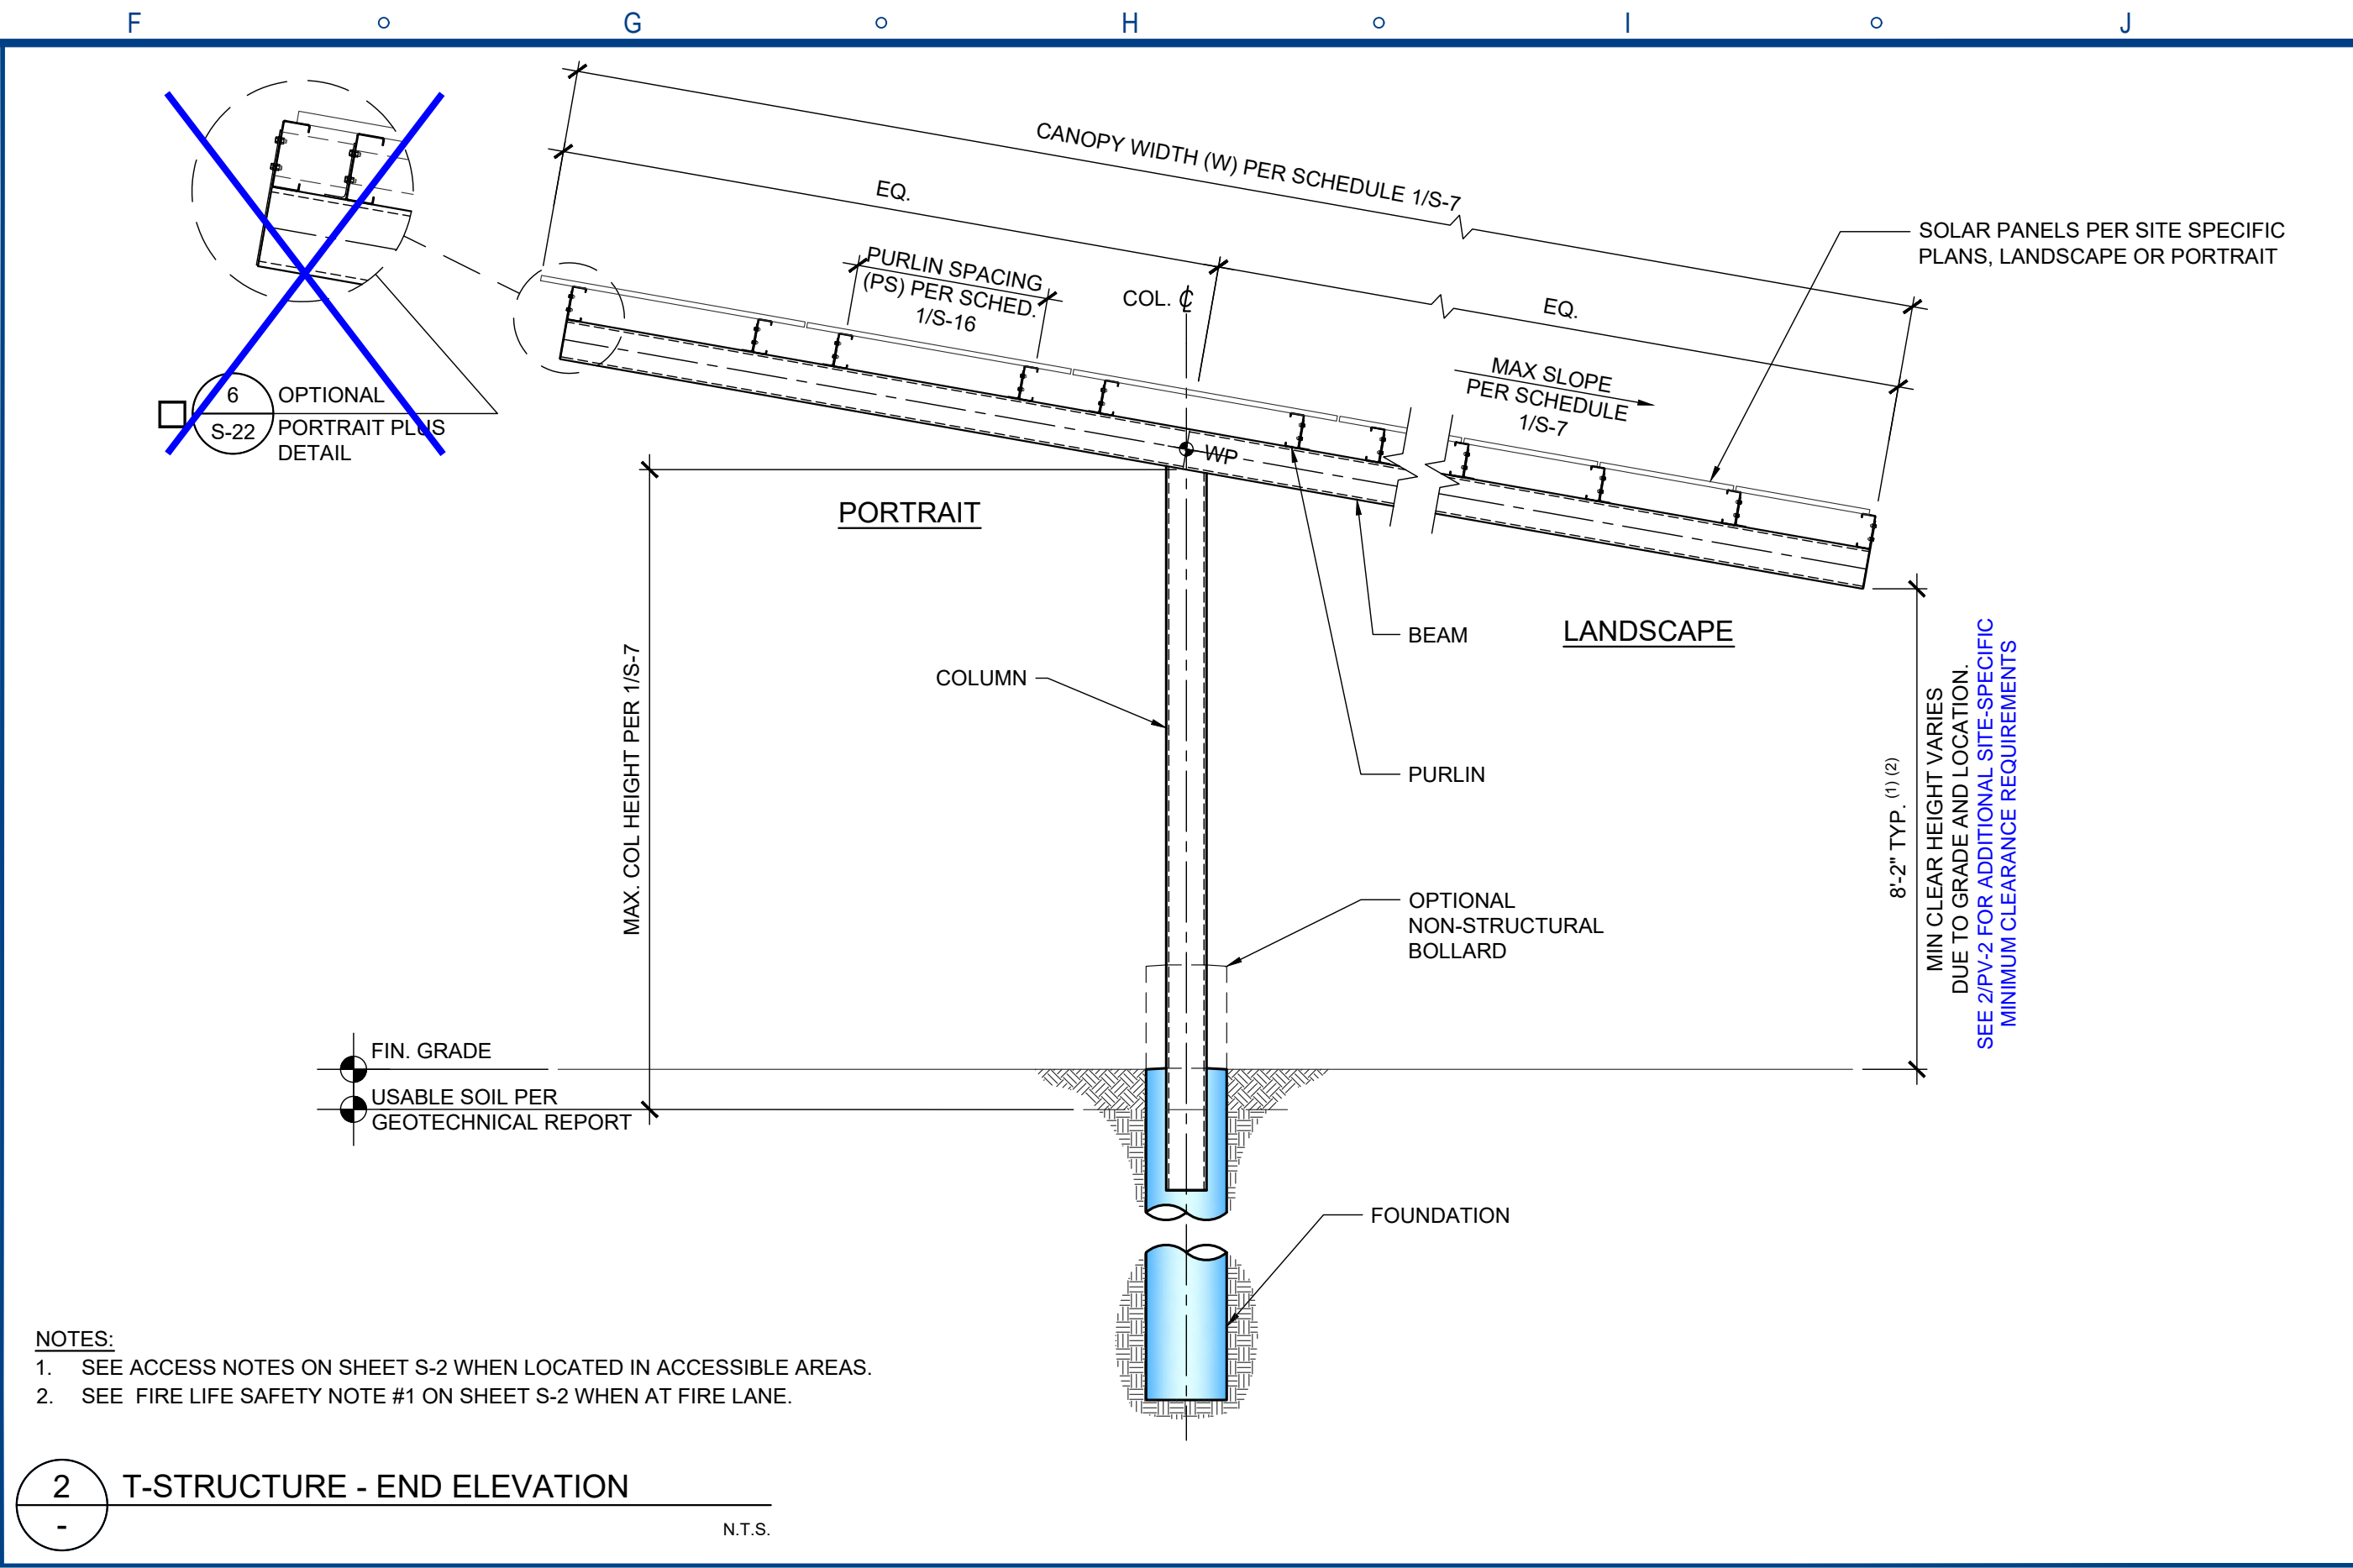 F G H I J
CANOPY WIDTH (W) PER SCHEDULE 1/S-7
EQ.
PURLIN SPACING
(PS) PER SCHED.
1/S-16
COL. ℄
EQ.
MAX SLOPE
PER SCHEDULE
1/S-7
SOLAR PANELS PER SITE SPECIFIC
PLANS, LANDSCAPE OR PORTRAIT
6
S-22
OPTIONAL
PORTRAIT PLUS
DETAIL
WP
PORTRAIT
LANDSCAPE
BEAM
COLUMN
PURLIN
MAX. COL HEIGHT PER 1/S-7
OPTIONAL
NON-STRUCTURAL
BOLLARD
8'-2" TYP. (1) (2)
MIN CLEAR HEIGHT VARIES
DUE TO GRADE AND LOCATION.
SEE 2/PV-2 FOR ADDITIONAL SITE-SPECIFIC
MINIMUM CLEARANCE REQUIREMENTS
FIN. GRADE
USABLE SOIL PER
GEOTECHNICAL REPORT
FOUNDATION
NOTES:
1. SEE ACCESS NOTES ON SHEET S-2 WHEN LOCATED IN ACCESSIBLE AREAS.
2. SEE FIRE LIFE SAFETY NOTE #1 ON SHEET S-2 WHEN AT FIRE LANE.
2
-
T-STRUCTURE - END ELEVATION
N.T.S.